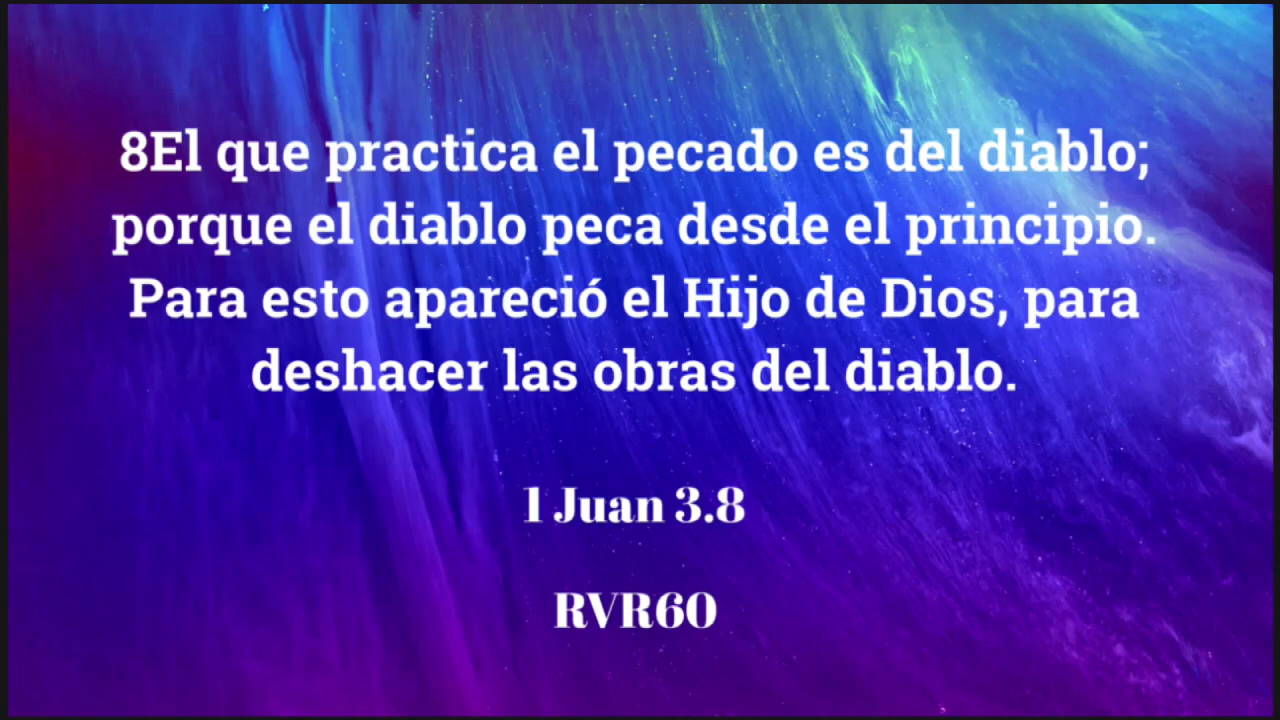 8El que practica el pecado es del diablo;
porque el diablo peca desde el principio.
Para esto apareció el Hijo de Dios, para
deshacer las obras del diablo.
1 Juan 3.8
RVR60